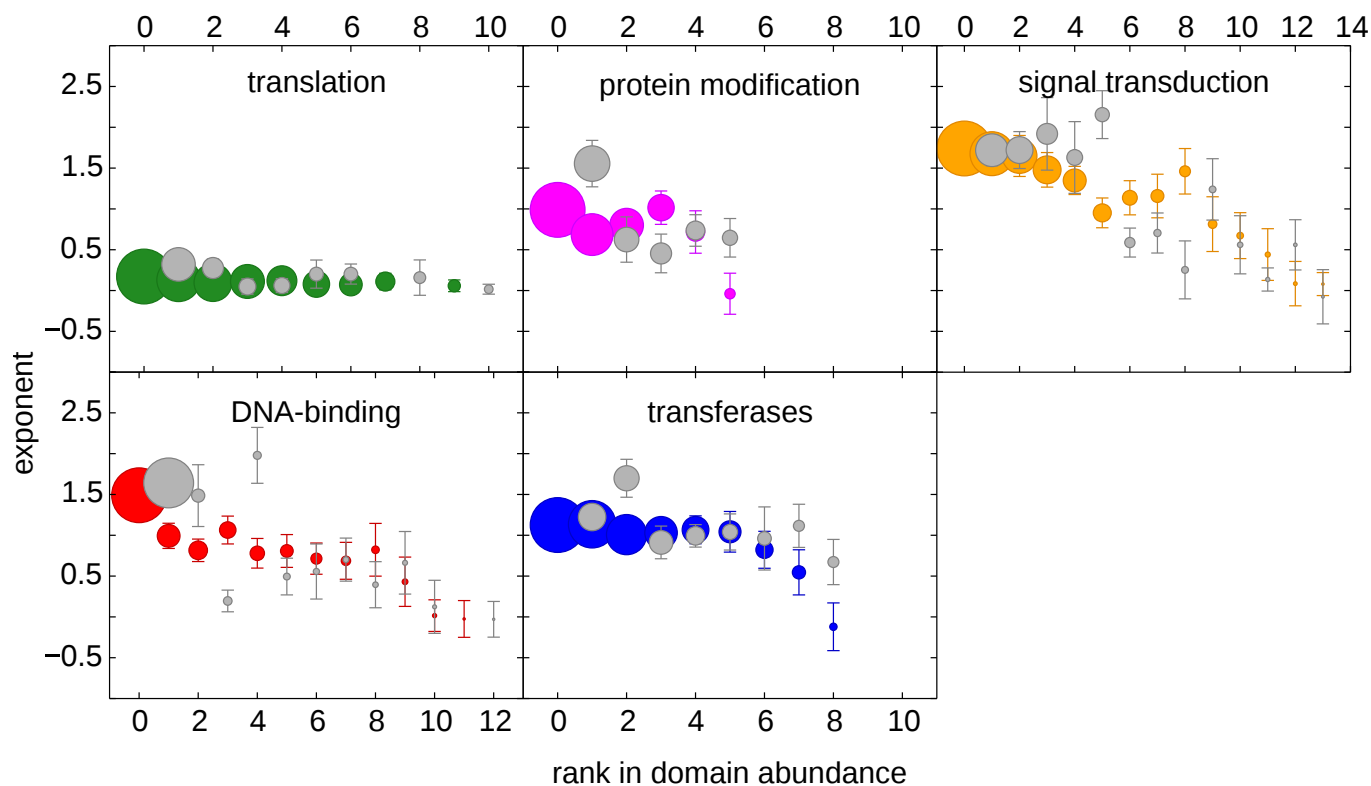 0 2 4 6 8 10 0 2 4 6 8 10 0 2 4 6 8 10 12 14
translation protein modification signal transduction
2.5
1.5
0.5
−0.5
DNA-binding transferases
2.5
1.5
0.5
−0.5
exponent
0 2 4 6 8 10 12 0 2 4 6 8 10
rank in domain abundance